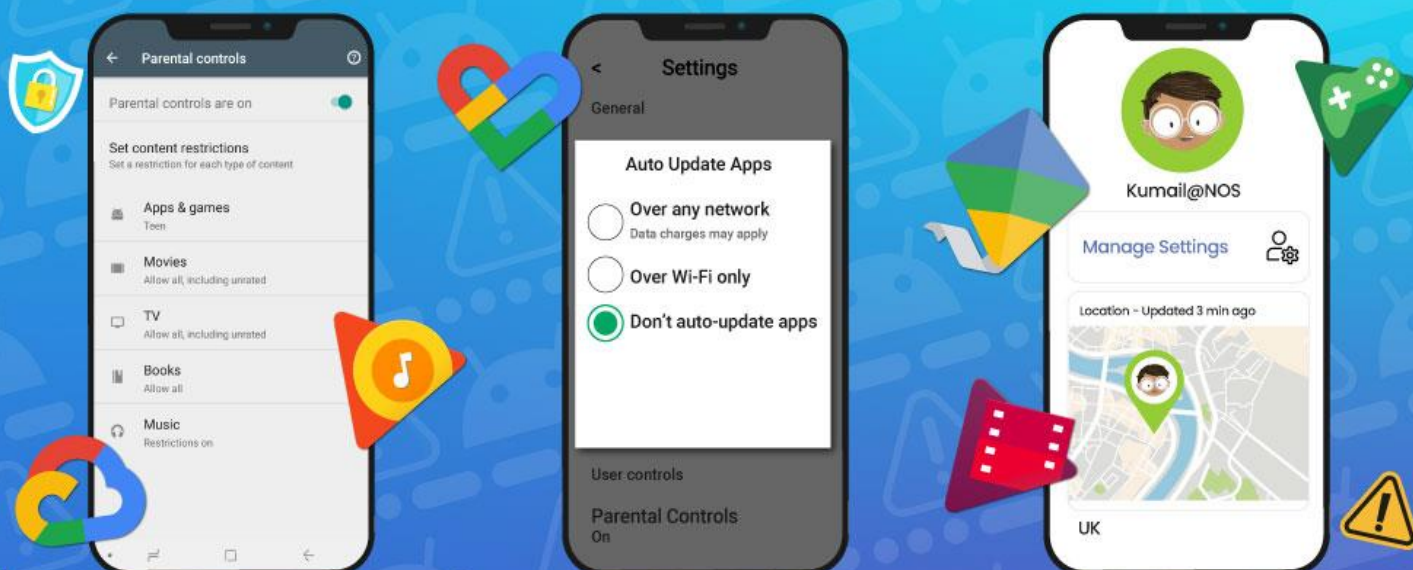 Parental controls
Parental controls are on
Set content restrictions
Set a restriction for each type of content
Apps & games
Teen
Movies
Allow all, including unrated
TV
Allow all, including unrated
Books
Allow all
Music
Restrictions on
Settings
General
Auto Update Apps
Over any network
Data charges may apply
Over Wi-Fi only
Don't auto-update apps
User controls
Parental Controls
On
Kumail@NOS
Manage Settings
Location - Updated 3 min ago
UK